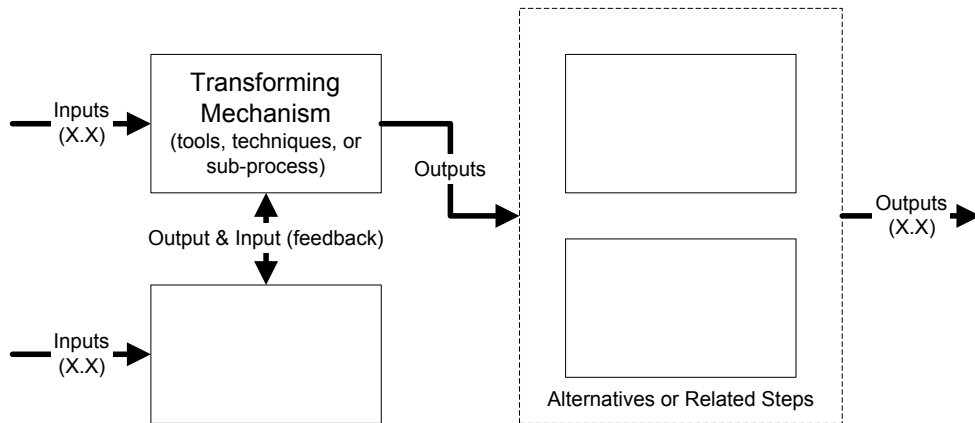 Inputs
(X.X)
Transforming
Mechanism
(tools, techniques, or
sub-process)
Outputs
Output & Input (feedback)
Inputs
(X.X)
Alternatives or Related Steps
Outputs
(X.X)